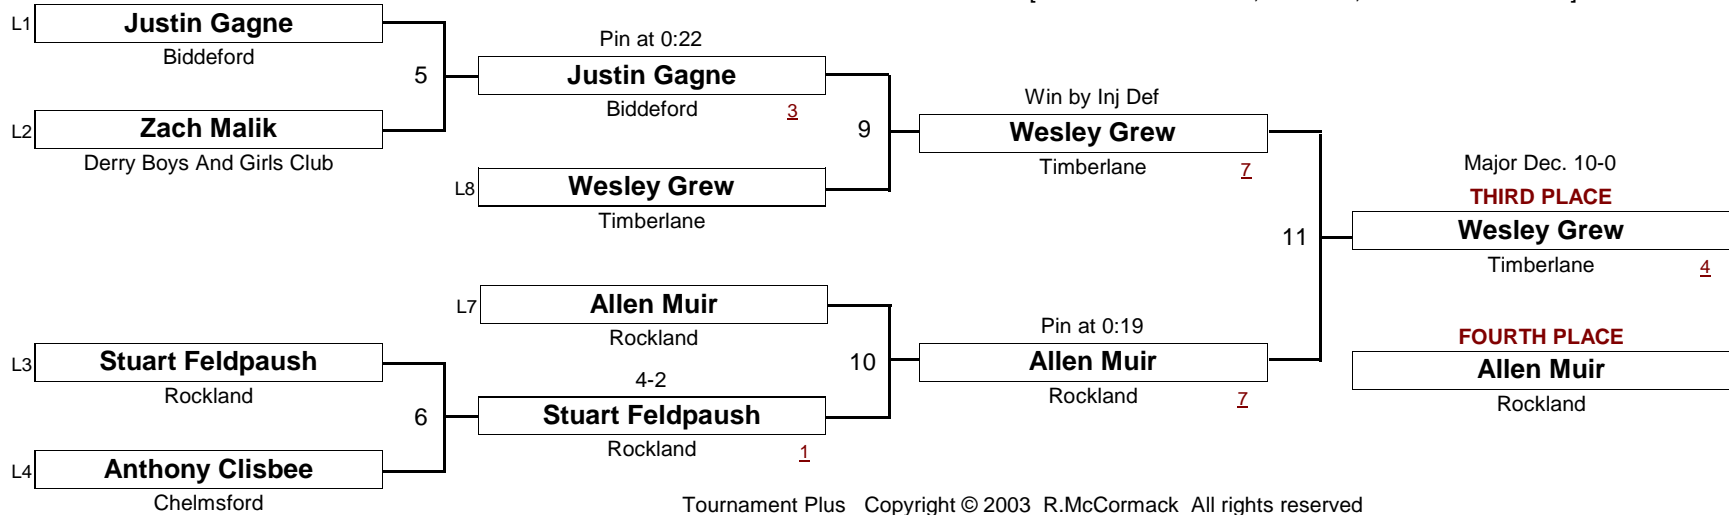 L1
Justin Gagne
Biddeford
5
L2
Zach Malik
Derry Boys And Girls Club
Pin at 0:22
Justin Gagne
Biddeford
3
9
L8
Wesley Grew
Timberlane
Win by Inj Def
Wesley Grew
Timberlane
7
L3
Stuart Feldpaush
Rockland
6
L4
Anthony Clisbee
Chelmsford
L7
Allen Muir
Rockland
10
4-2
Stuart Feldpaush
Rockland
1
Pin at 0:19
Allen Muir
Rockland
7
11
Major Dec. 10-0
THIRD PLACE
Wesley Grew
Timberlane
4
FOURTH PLACE
Allen Muir
Rockland
Tournament Plus Copyright © 2003 R.McCormack All rights reserved